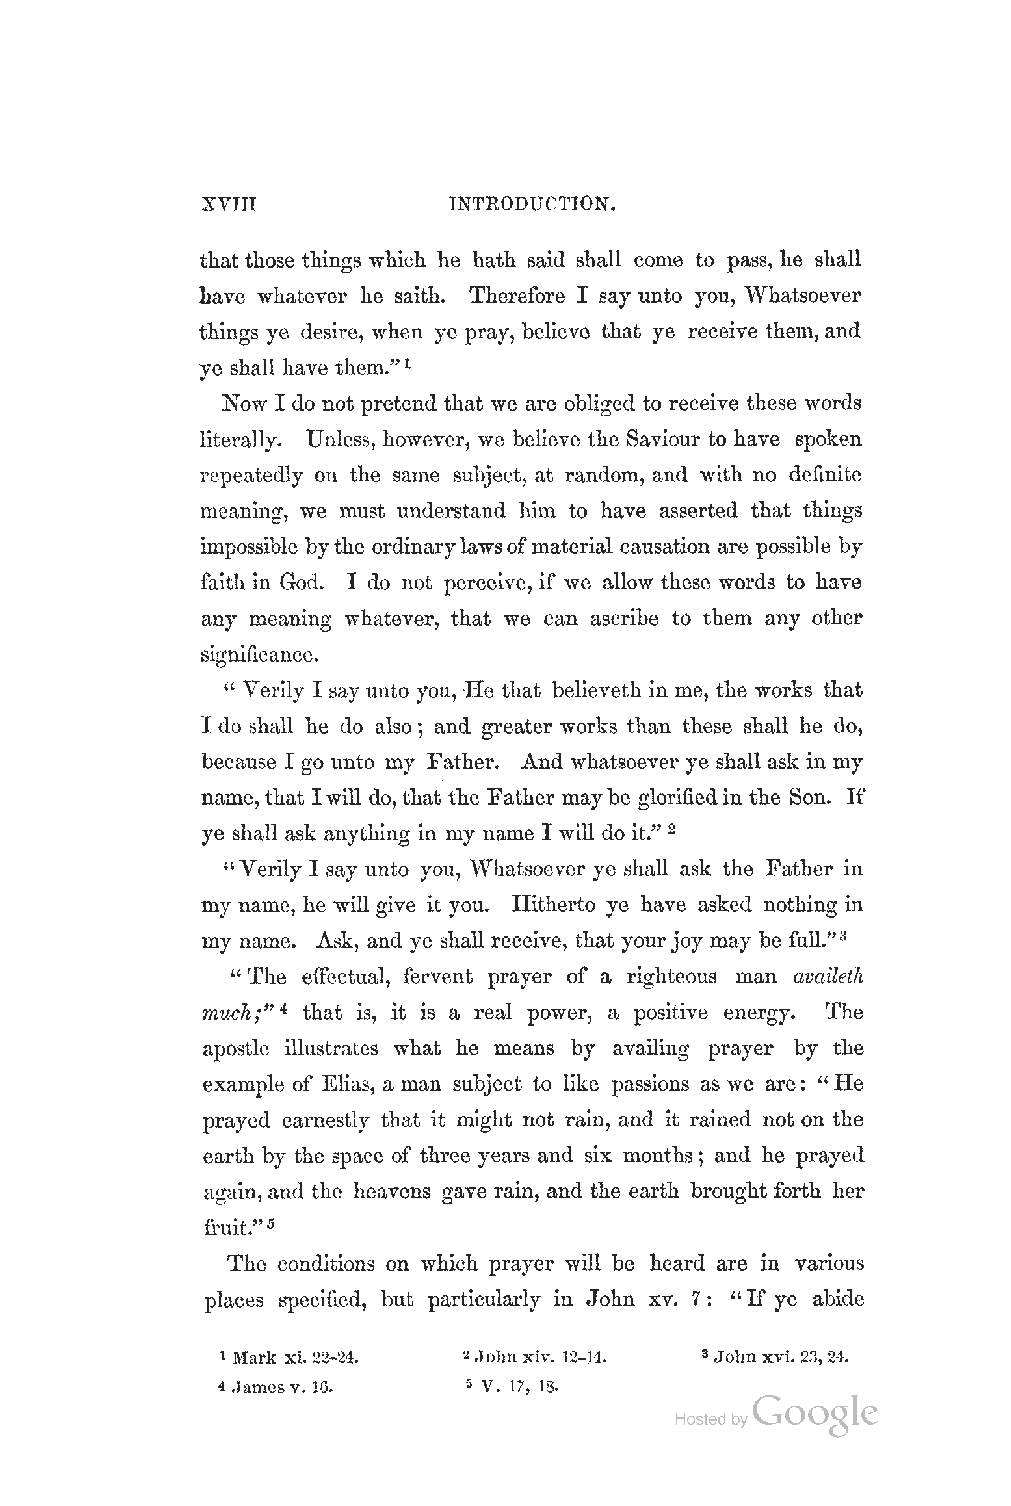 XVIII INTRODUCTION.
that those things which he hath said shall come to pass, he shall
have whatever he saith. Therefore I say unto you, Whatsoever
things ye desire, when ye pray, believe that ye receive them, and
ye shall have them.”¹
Now I do not pretend that we are obliged to receive these words
literally. Unless, however, we believe the Saviour to have spoken
repeatedly on the same subject, at random, and with no definite
meaning, we must understand him to have asserted that things
impossible by the ordinary laws of material causation are possible by
faith in God. I do not perceive, if we allow these words to have
any meaning whatever, that we can ascribe to them any other
significance.
“ Verily I say unto you, He that believeth in me, the works that
I do shall he do also; and greater works than these shall he do,
because I go unto my Father. And whatsoever ye shall ask in my
name, that I will do, that the Father may be glorified in the Son. If
ye shall ask anything in my name I will do it.” ²
“Verily I say unto you, Whatsoever ye shall ask the Father in
my name, he will give it you. Hitherto ye have asked nothing in
my name. Ask, and ye shall receive, that your joy may be full.”³
“ The effectual, fervent prayer of a righteous man availeth
much;” ⁴ that is, it is a real power, a positive energy. The
apostle illustrates what he means by availing prayer by the
example of Elias, a man subject to like passions as we are: “ He
prayed earnestly that it might not rain, and it rained not on the
earth by the space of three years and six months; and he prayed
again, and the heavens gave rain, and the earth brought forth her
fruit.”⁵
The conditions on which prayer will be heard are in various
places specified, but particularly in John xv. 7: “If ye abide
¹ Mark xi. 22–24. ² John xiv. 12–14. ³ John xvi. 23, 24.
⁴ James v. 16. ⁵ V. 17, 18.
Hosted by Google